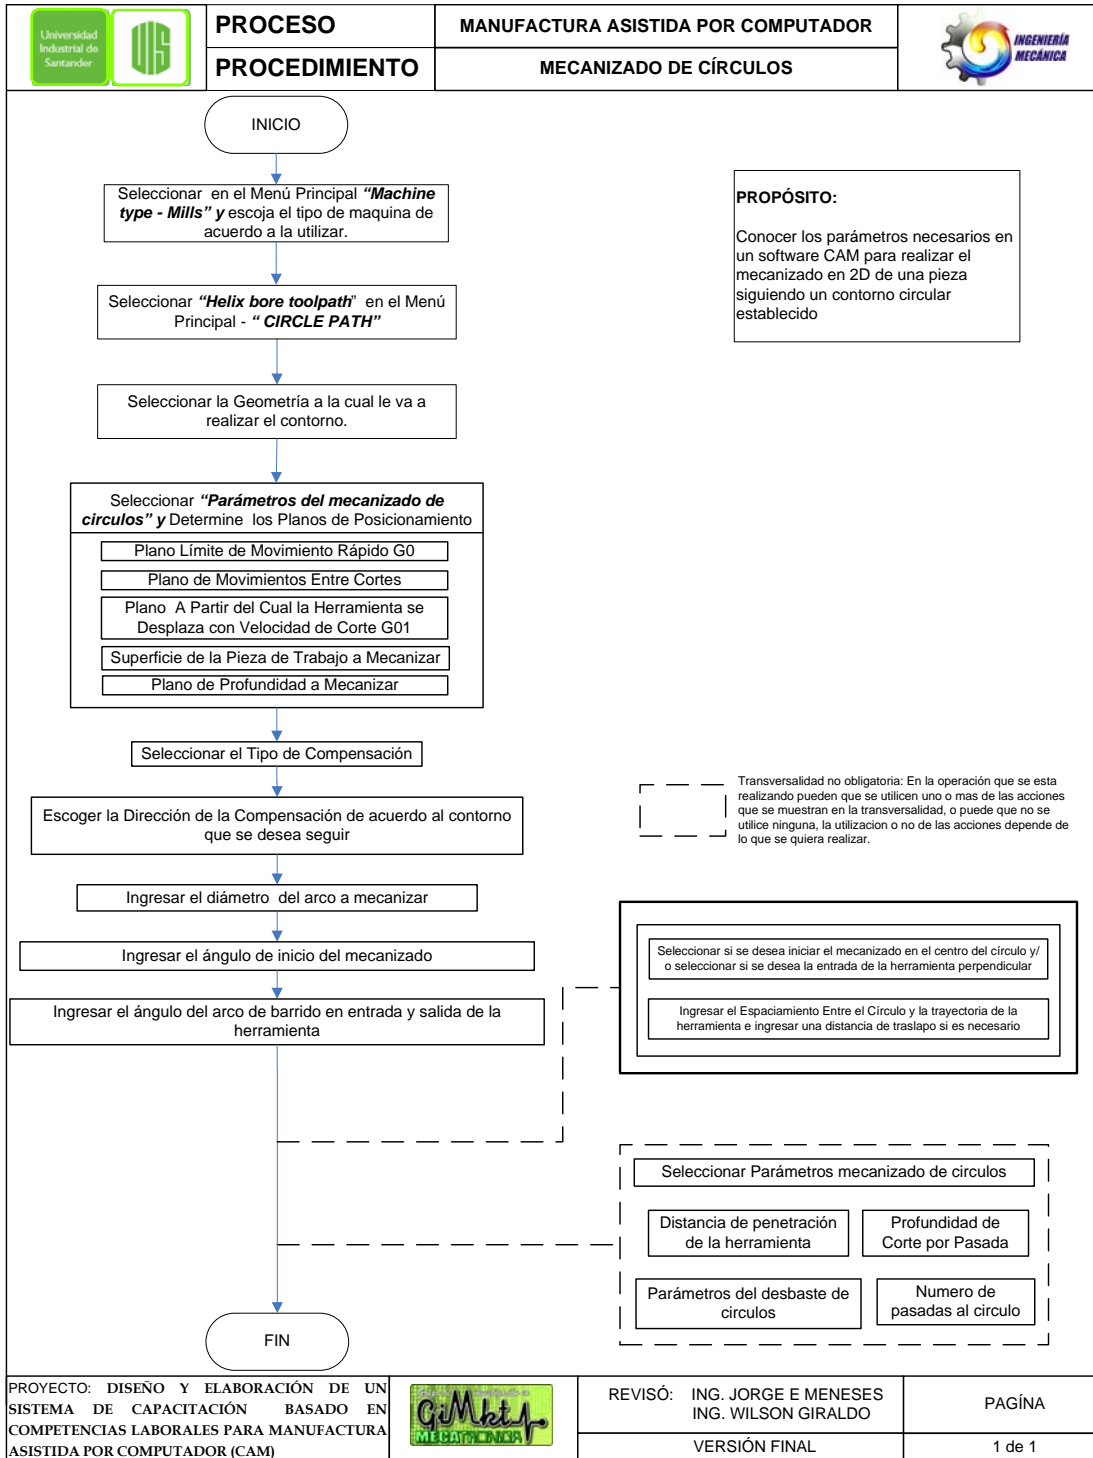 Universidad
Industrial de
Santander
UIS
PROCESO
MANUFACTURA ASISTIDA POR COMPUTADOR
PROCEDIMIENTO
MECANIZADO DE CÍRCULOS
INGENIERÍA
MECÁNICA
INICIO
Seleccionar en el Menú Principal “Machine
type - Mills” y escoja el tipo de maquina de
acuerdo a la utilizar.
PROPÓSITO:
Conocer los parámetros necesarios en
un software CAM para realizar el
mecanizado en 2D de una pieza
siguiendo un contorno circular
establecido
Seleccionar “Helix bore toolpath” en el Menú
Principal - “ CIRCLE PATH”
Seleccionar la Geometría a la cual le va a
realizar el contorno.
Seleccionar “Parámetros del mecanizado de
circulos” y Determine los Planos de Posicionamiento
Plano Límite de Movimiento Rápido G0
Plano de Movimientos Entre Cortes
Plano A Partir del Cual la Herramienta se
Desplaza con Velocidad de Corte G01
Superficie de la Pieza de Trabajo a Mecanizar
Plano de Profundidad a Mecanizar
Seleccionar el Tipo de Compensación
Escoger la Dirección de la Compensación de acuerdo al contorno
que se desea seguir
Transversalidad no obligatoria: En la operación que se esta
realizando pueden que se utilicen uno o mas de las acciones
que se muestran en la transversalidad, o puede que no se
utilice ninguna, la utilizacion o no de las acciones depende de
lo que se quiera realizar.
Ingresar el diámetro del arco a mecanizar
Ingresar el ángulo de inicio del mecanizado
Ingresar el ángulo del arco de barrido en entrada y salida de la
herramienta
Seleccionar si se desea iniciar el mecanizado en el centro del círculo y/
o seleccionar si se desea la entrada de la herramienta perpendicular
Ingresar el Espaciamiento Entre el Círculo y la trayectoria de la
herramienta e ingresar una distancia de traslapo si es necesario
Seleccionar Parámetros mecanizado de circulos
Distancia de penetración
de la herramienta
Profundidad de
Corte por Pasada
Parámetros del desbaste de
circulos
Numero de
pasadas al circulo
FIN
PROYECTO: DISEÑO Y ELABORACIÓN DE UN
SISTEMA DE CAPACITACIÓN BASADO EN
COMPETENCIAS LABORALES PARA MANUFACTURA
ASISTIDA POR COMPUTADOR (CAM)
MECATRONICA
REVISÓ: ING. JORGE E MENESES
ING. WILSON GIRALDO
VERSIÓN FINAL
PAGÍNA
1 de 1